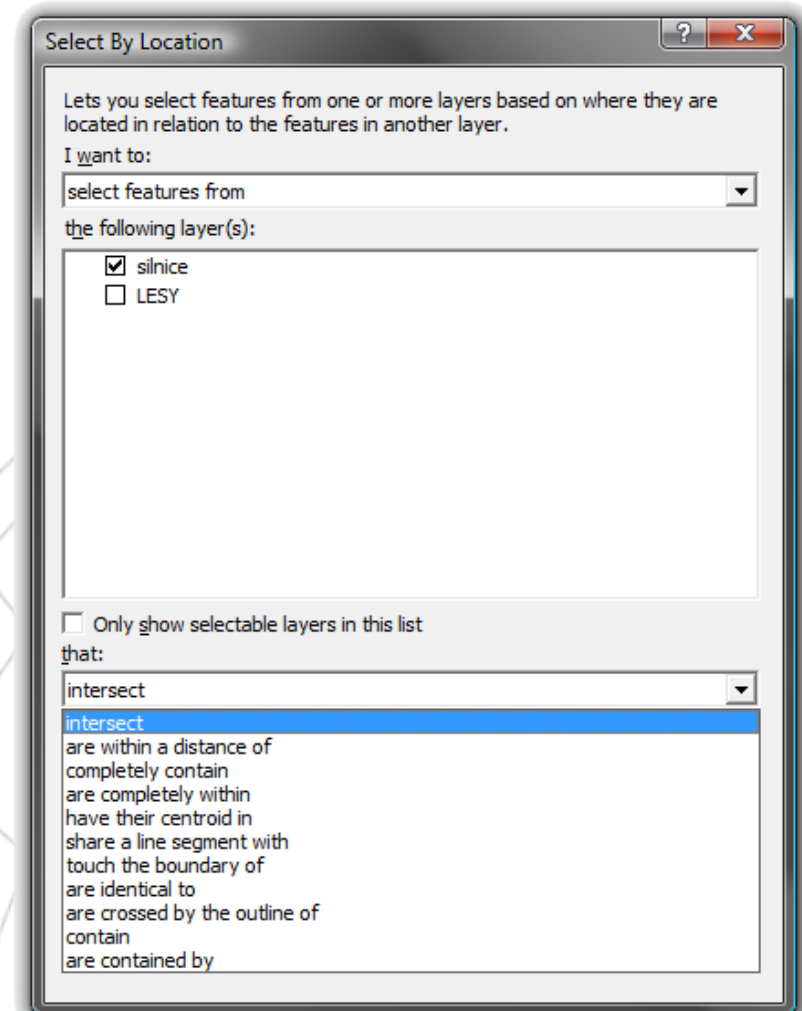 Select By Location
Lets you select features from one or more layers based on where they are
located in relation to the features in another layer.
I want to:
select features from
the following layer(s):
silnice
LESY
Only show selectable layers in this list
that:
intersect
intersect
are within a distance of
completely contain
are completely within
have their centroid in
share a line segment with
touch the boundary of
are identical to
are crossed by the outline of
contain
are contained by